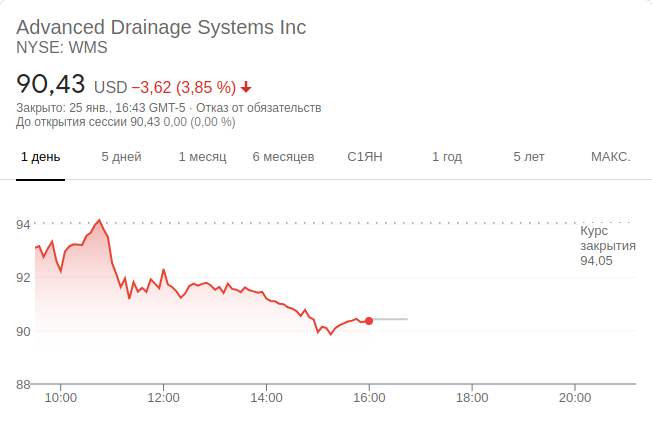 Advanced Drainage Systems Inc
NYSE: WMS
90,43 USD −3,62 (3,85 %)
Закрыто: 25 янв., 16:43 GMT-5 · Отказ от обязательств
До открытия сессии 90,43 0,00 (0,00 %)
1 день 5 дней 1 месяц 6 месяцев С1ЯН 1 год 5 лет МАКС.
94
Курс
закрытия
94,05
92
90
88
10:00 12:00 14:00 16:00 18:00 20:00